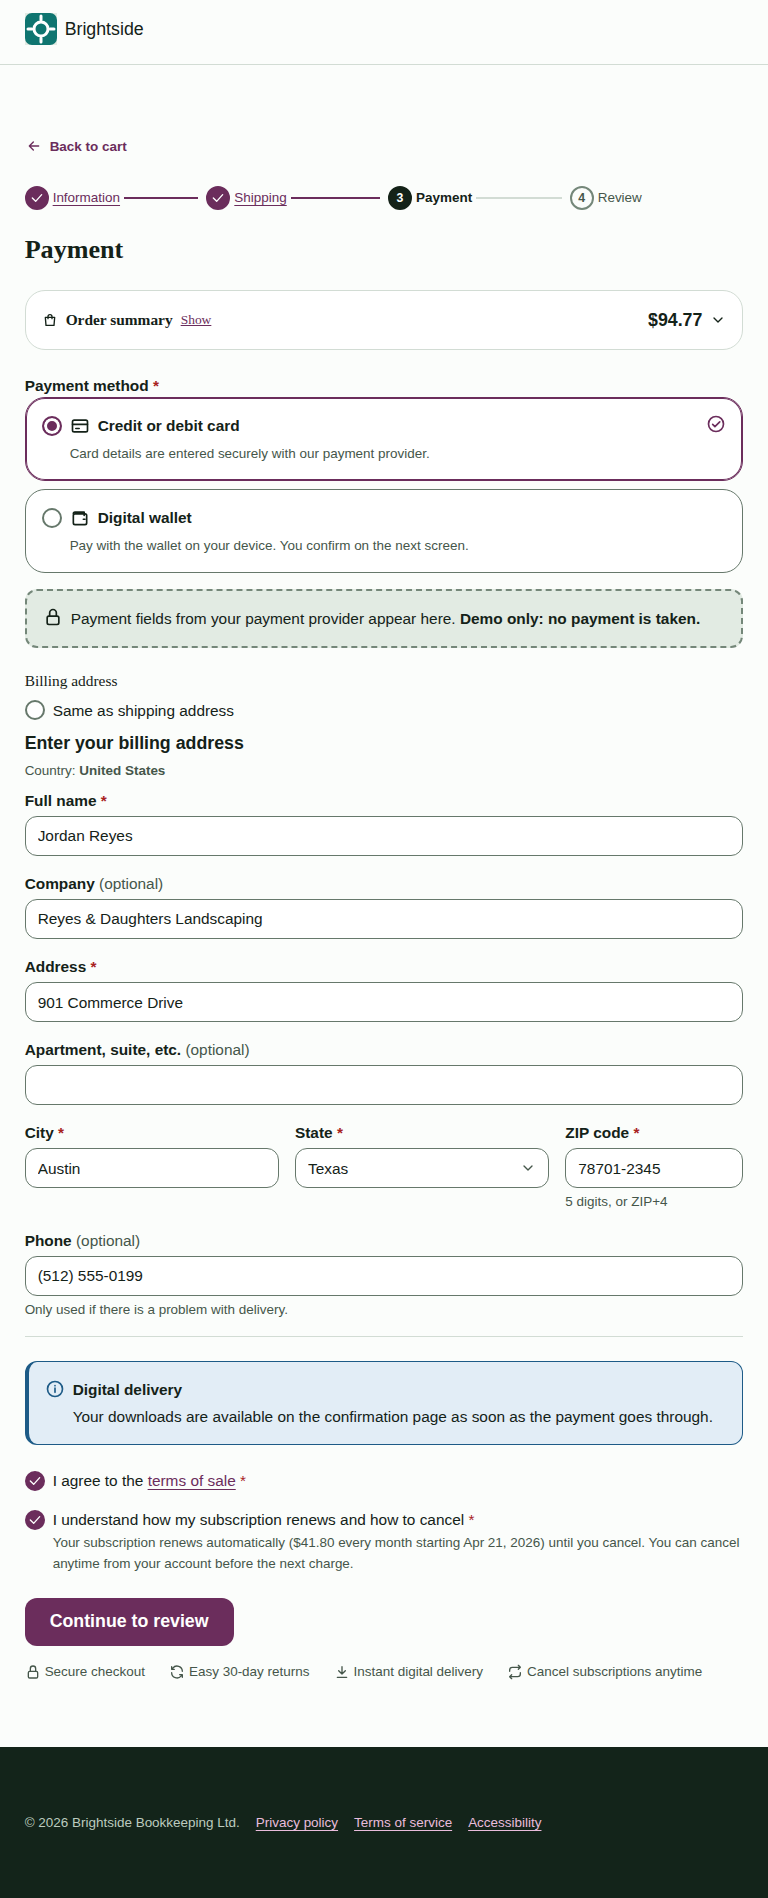 Brightside
Back to cart
Information Shipping 3 Payment 4 Review
Payment
Order summary Show $94.77
Payment method *
Credit or debit card
Card details are entered securely with our payment provider.
Digital wallet
Pay with the wallet on your device. You confirm on the next screen.
Payment fields from your payment provider appear here. Demo only: no payment is taken.
Billing address
Same as shipping address
Enter your billing address
Country: United States
Full name *
Jordan Reyes
Company (optional)
Reyes & Daughters Landscaping
Address *
901 Commerce Drive
Apartment, suite, etc. (optional)
City * State * ZIP code *
Austin Texas 78701-2345
5 digits, or ZIP+4
Phone (optional)
(512) 555-0199
Only used if there is a problem with delivery.
Digital delivery
Your downloads are available on the confirmation page as soon as the payment goes through.
I agree to the terms of sale *
I understand how my subscription renews and how to cancel *
Your subscription renews automatically ($41.80 every month starting Apr 21, 2026) until you cancel. You can cancel
anytime from your account before the next charge.
Continue to review
Secure checkout Easy 30-day returns Instant digital delivery Cancel subscriptions anytime
© 2026 Brightside Bookkeeping Ltd. Privacy policy Terms of service Accessibility